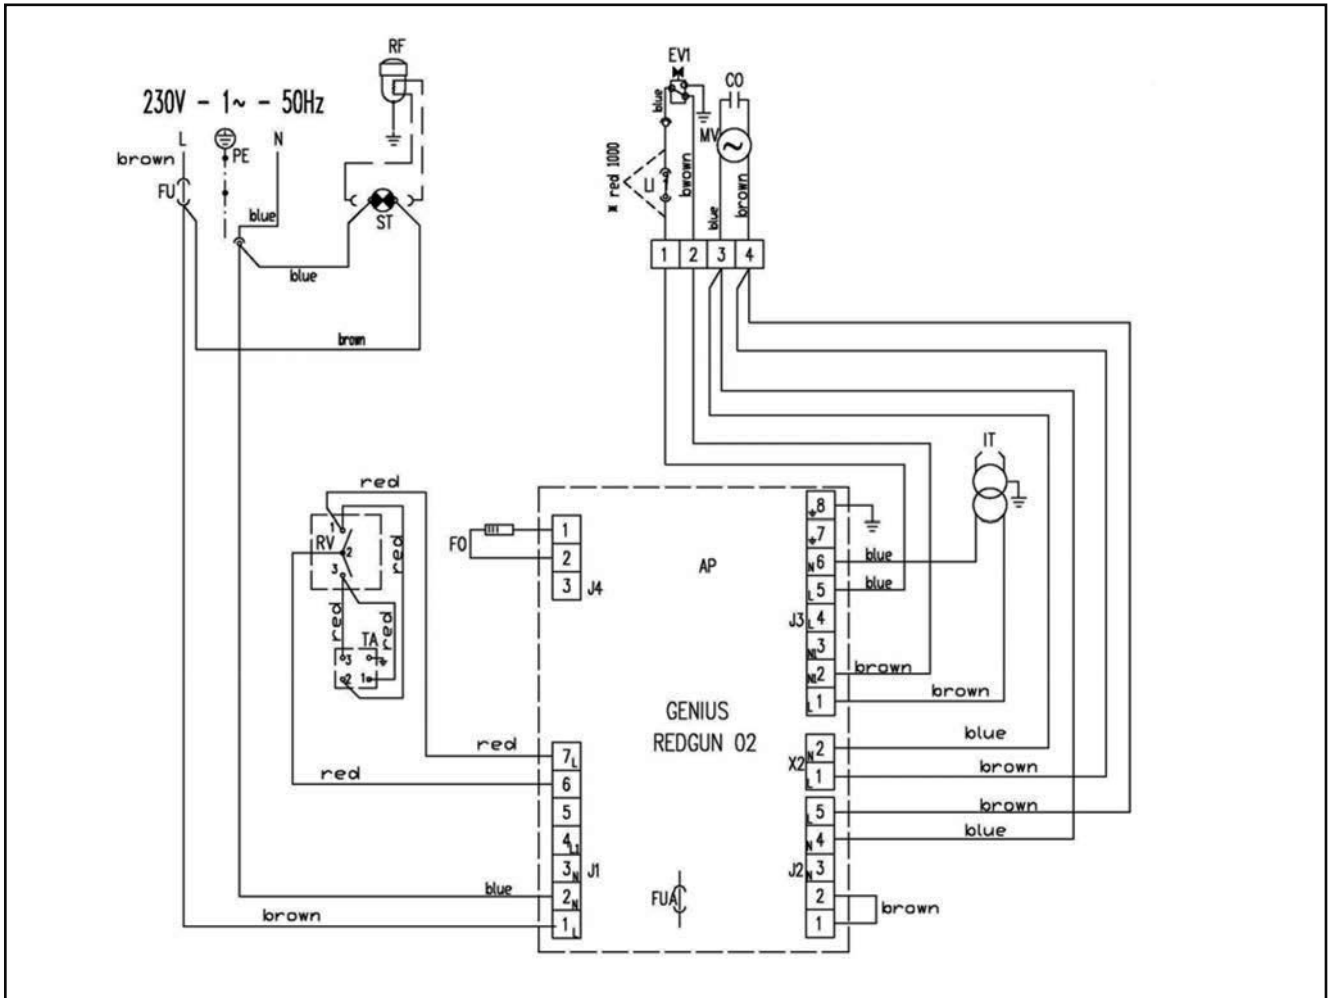 RF
230V - 1~ - 50Hz
L
PE
N
brown
FU
blue
ST
blue
brown
EV1
CO
blue
MV
* red 1000
LI
bwown
blue
brown
1 2 3 4
IT
red
1
RV
2
3
red
red
TA
red
3
2 1
red
red
FO
1
2
3
J4
AP
GENIUS
REDGUN 02
FUA
7 L
6
5
4 L1
3 N
2 N
1 L
J1
blue
brown
8
7
N 6
L 5
L 4
N1 3
N1 2
L 1
J3
blue
blue
brown
brown
N 2
L 1
X2
blue
brown
L 5
N 4
N 3
2
1
J2
brown
blue
brown